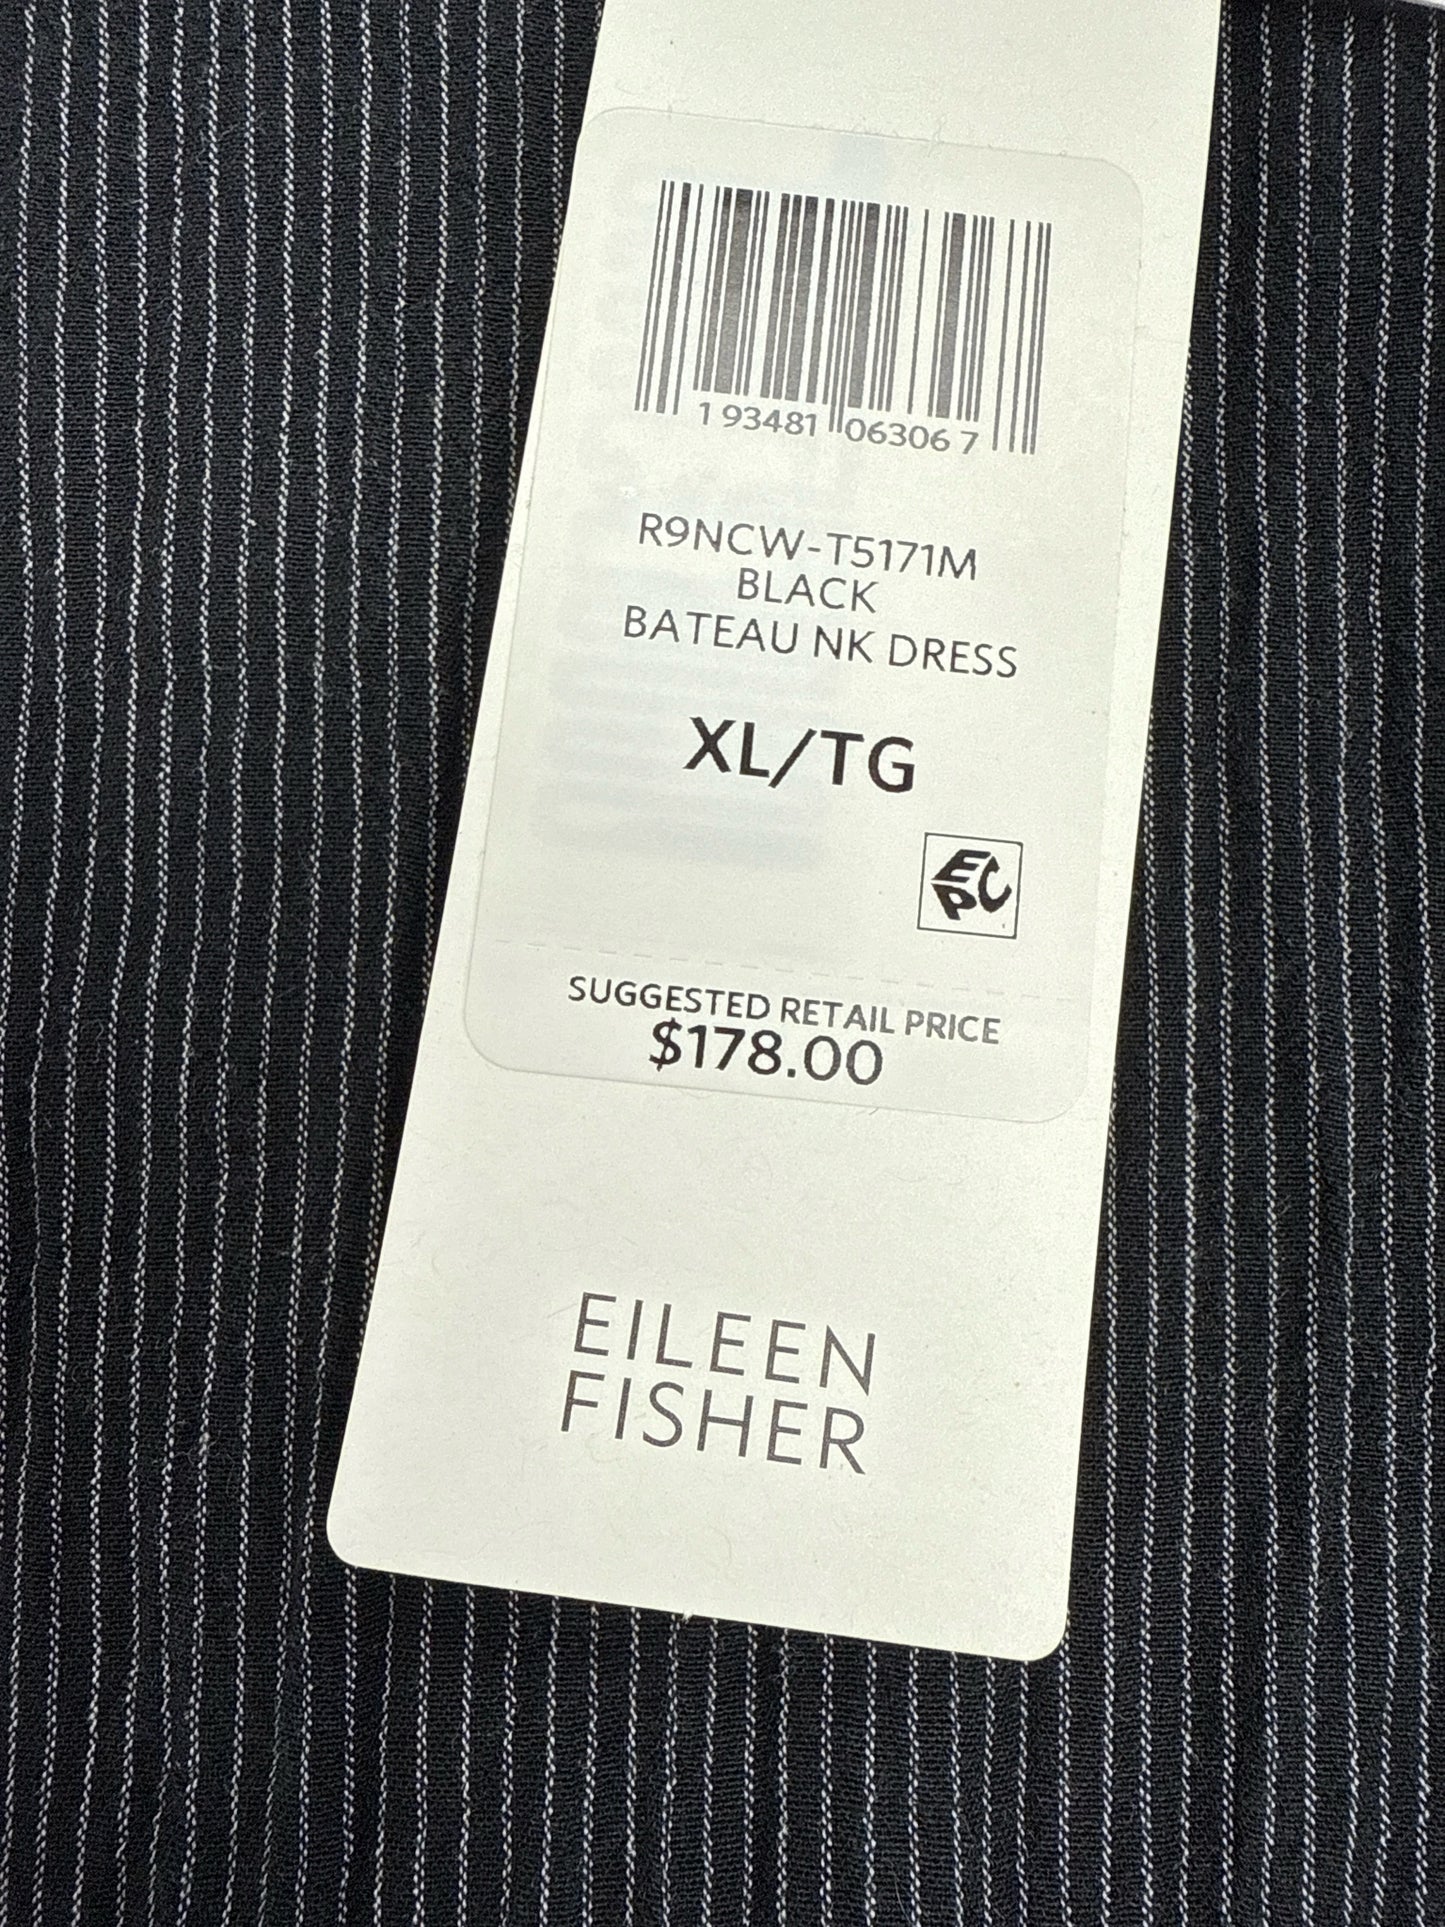 1 93481 06306 7
R9NCW-T5171M
BLACK
BATEAU NK DRESS
XL/TG
EPC
SUGGESTED RETAIL PRICE
$178.00
EILEEN
FISHER